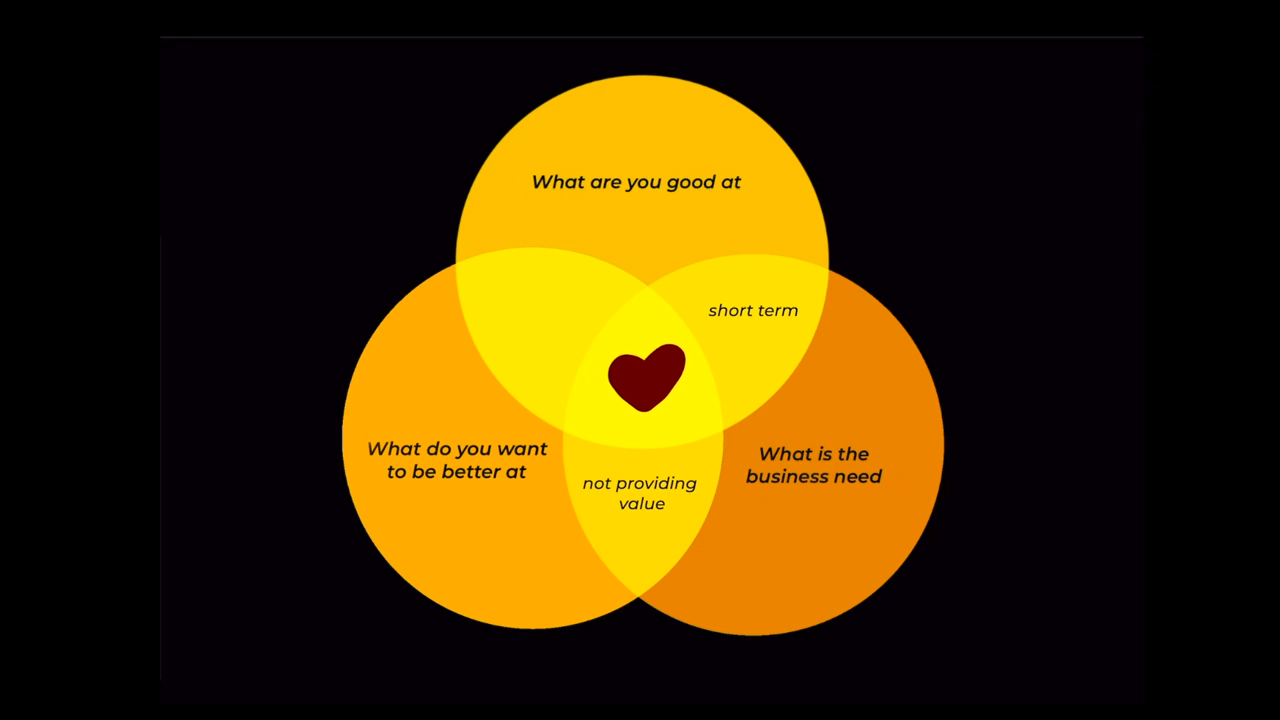 What are you good at
short term
What do you want
to be better at
What is the
business need
not providing
value